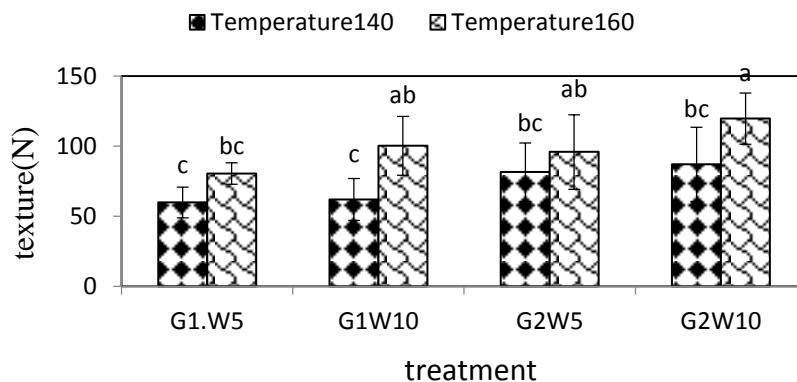 Temperature140 Temperature160
texture(N)
150
100
50
0
c bc c ab bc ab bc a
G1.W5 G1W10 G2W5 G2W10
treatment